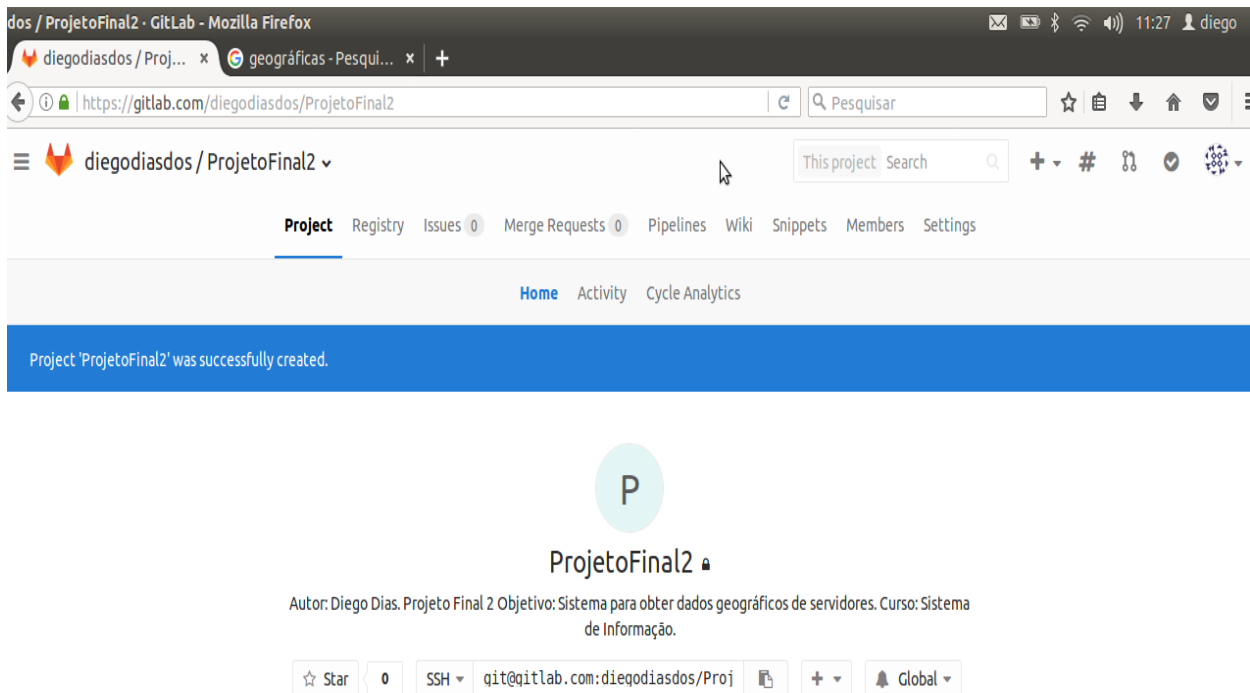 dos / ProjetoFinal2 · GitLab - Mozilla Firefox
11:27 diego
diegodiasdos / Proj... × geográficas - Pesqui... × +
https://gitlab.com/diegodiasdos/ProjetoFinal2
Pesquisar
diegodiasdos / ProjetoFinal2
This project Search
Project Registry Issues 0 Merge Requests 0 Pipelines Wiki Snippets Members Settings
Home Activity Cycle Analytics
Project 'ProjetoFinal2' was successfully created.
P
ProjetoFinal2
Autor: Diego Dias. Projeto Final 2 Objetivo: Sistema para obter dados geográficos de servidores. Curso: Sistema
de Informação.
Star 0 SSH git@gitlab.com:diegodiasdos/Proj + Global